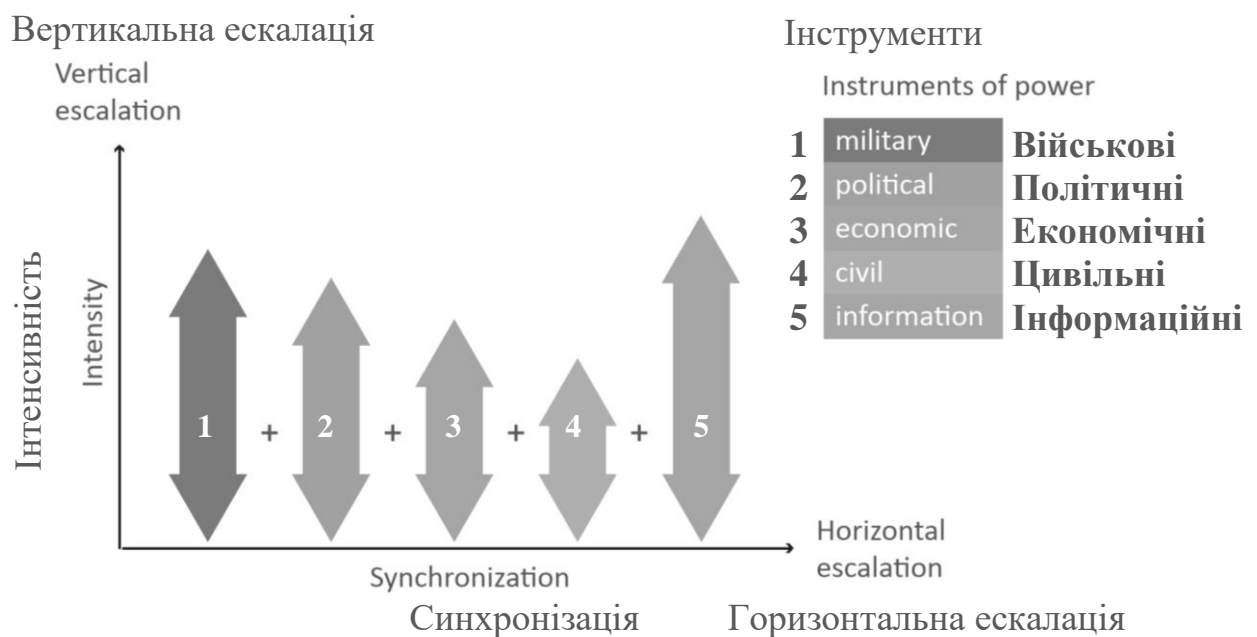 Вертикальна ескалація
Vertical
escalation
Інтенсивність
Intensity
1 + 2 + 3 + 4 + 5
Synchronization
Синхронізація
Horizontal
escalation
Горизонтальна ескалація
Інструменти
Instruments of power
1 military Військові
2 political Політичні
3 economic Економічні
4 civil Цивільні
5 information Інформаційні